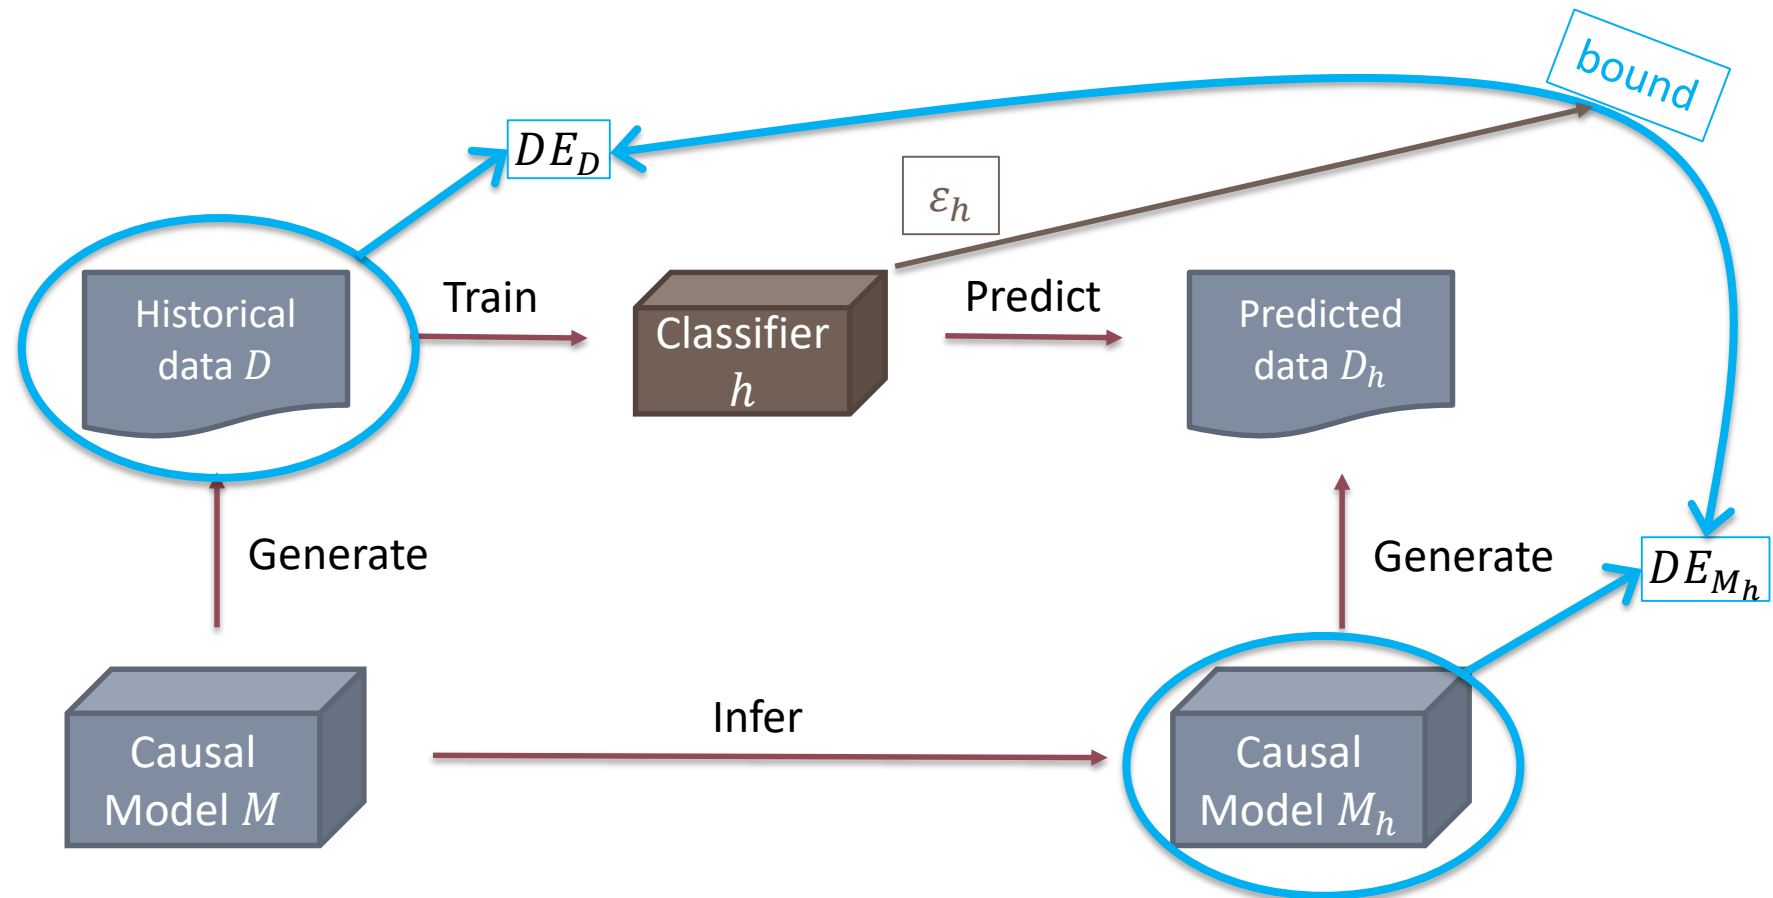 bound
DE_D
ε_h
Historical
data D
Train
Classifier
h
Predict
Predicted
data D_h
Generate
Generate
DE_{M_h}
Causal
Model M
Infer
Causal
Model M_h